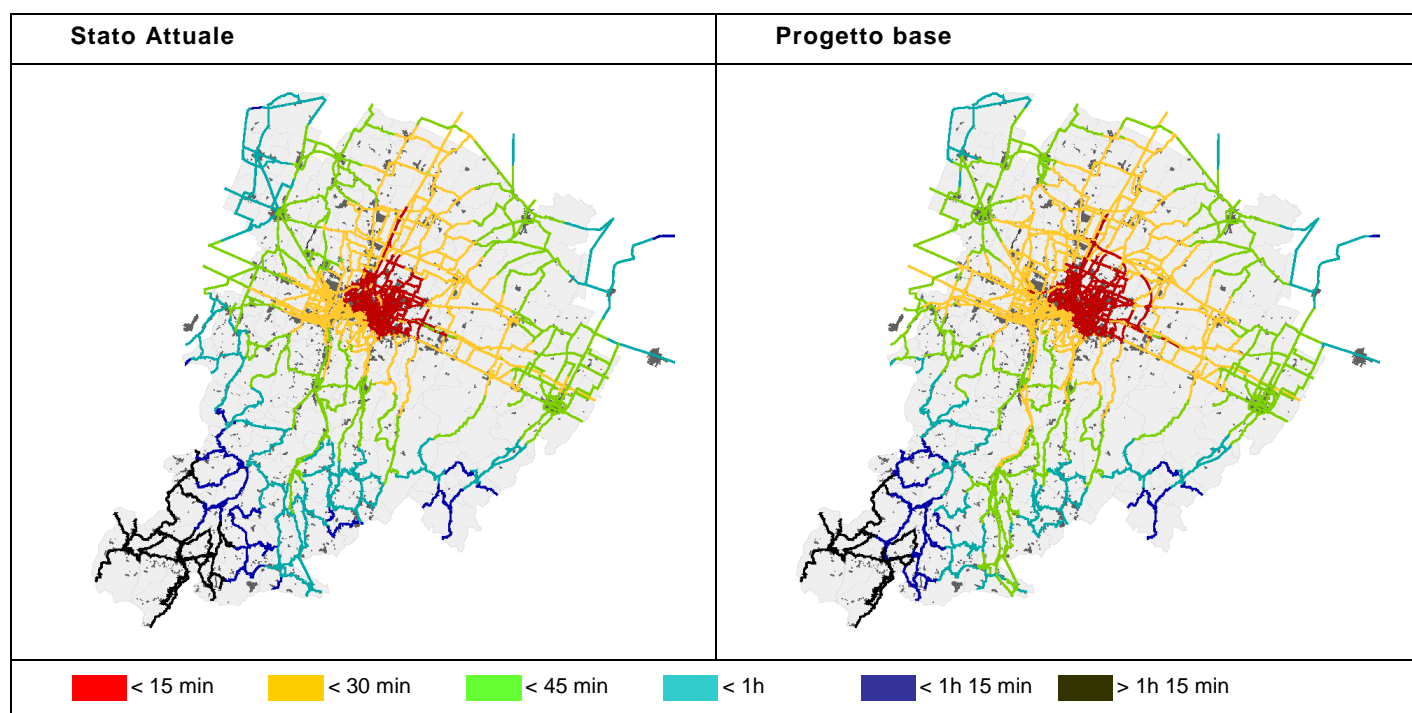 Stato Attuale
Progetto base
< 15 min
< 30 min
< 45 min
< 1h
< 1h 15 min
> 1h 15 min